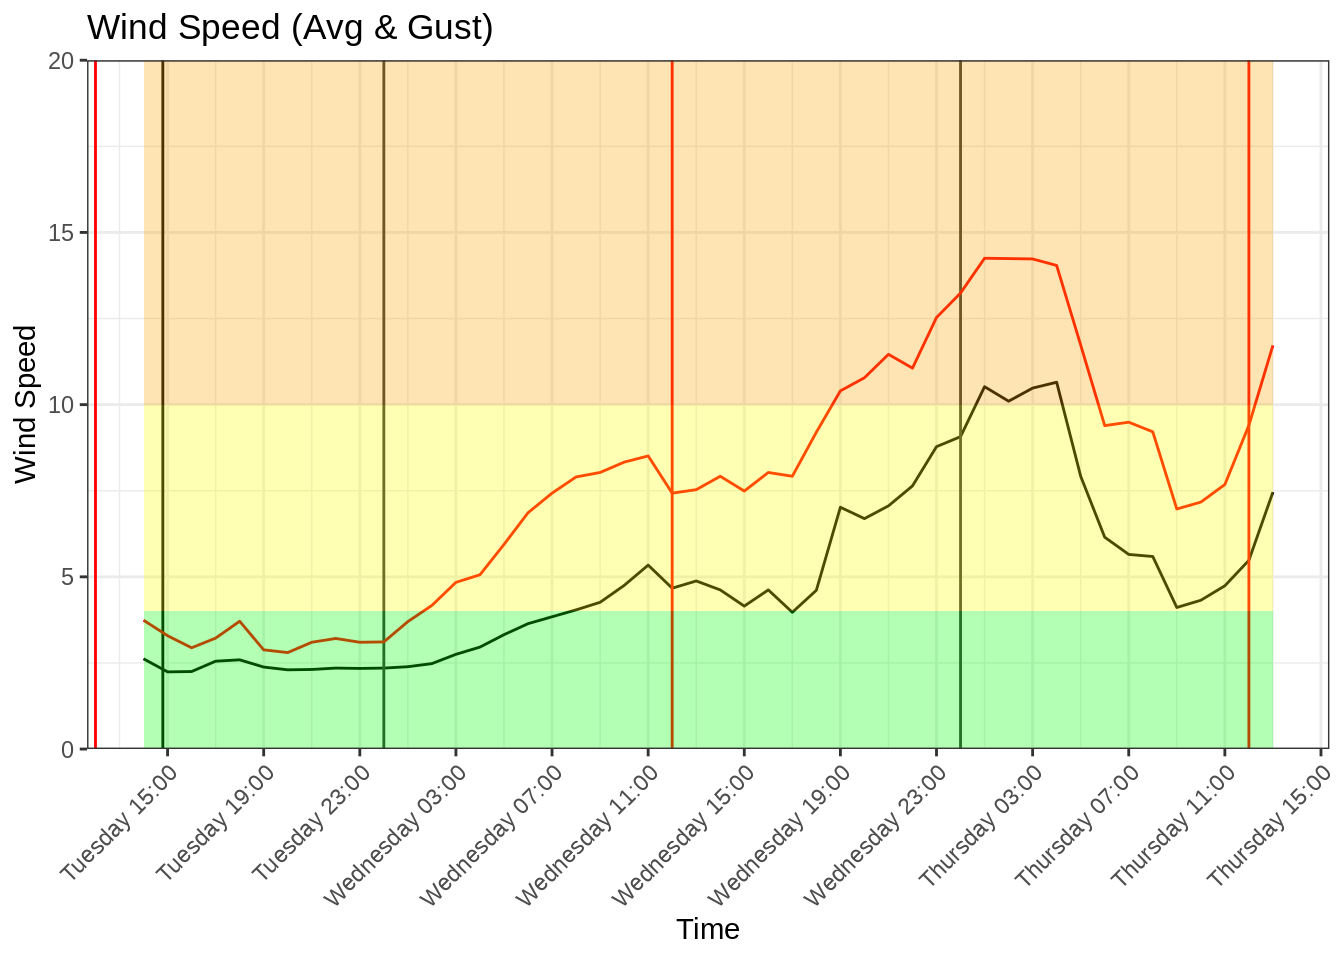 Wind Speed (Avg & Gust)
20
15
10
5
0
Wind Speed
Tuesday 15:00
Tuesday 19:00
Tuesday 23:00
Wednesday 03:00
Wednesday 07:00
Wednesday 11:00
Wednesday 15:00
Wednesday 19:00
Wednesday 23:00
Thursday 03:00
Thursday 07:00
Thursday 11:00
Thursday 15:00
Time